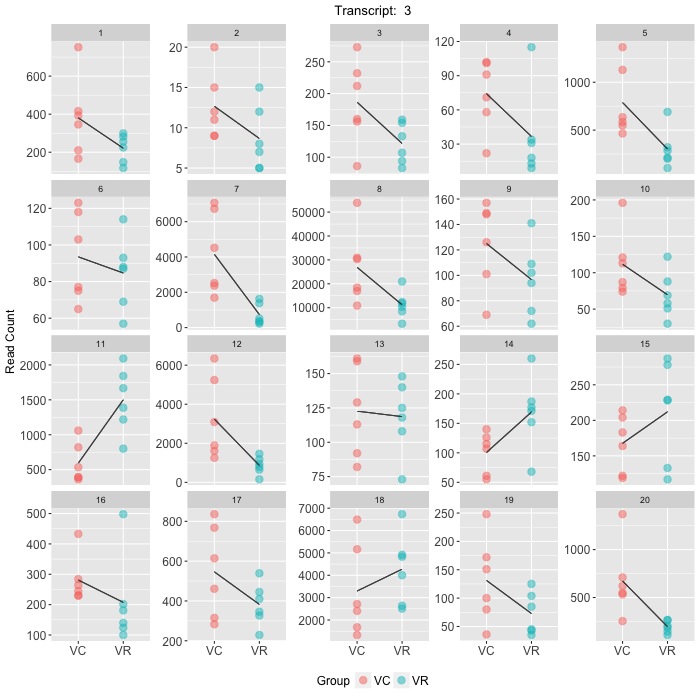 Transcript: 3
Read Count
1 2 3 4 5
600 400 200
20 15 10 5
250 200 150 100
120 90 60 30
1000 500
6 7 8 9 10
120 100 80 60
6000 4000 2000 0
50000 40000 30000 20000 10000
160 140 120 100 80 60
200 150 100 50
11 12 13 14 15
2000 1500 1000 500
6000 4000 2000 0
150 125 100 75
250 200 150 100 50
250 200 150
16 17 18 19 20
500 400 300 200 100
800 600 400 200
7000 6000 5000 4000 3000 2000
250 200 150 100 50
1000 500
VC VR VC VR VC VR VC VR VC VR
Group VC VR